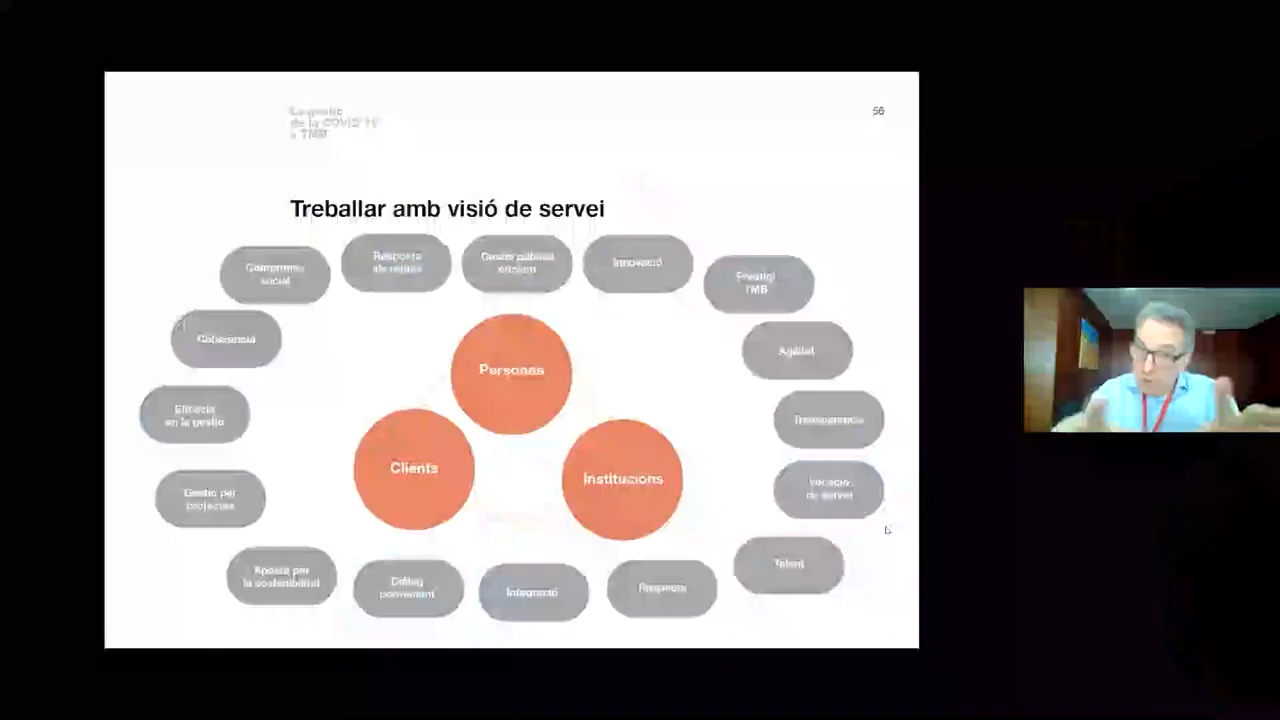 La gestió
de la COVID-19
a TMB
56
Treballar amb visió de servei
Compromís
social
Resposta
als reptes
Gestió pública
eficient
Innovació
Prestigi
TMB
Coherència
Agilitat
Persones
Eficàcia
en la gestió
Transparència
Clients
Institucions
Gestió per
projectes
Vocació
de servei
Aposta per
la sostenibilitat
Diàleg
permanent
Integració
Respecte
Talent